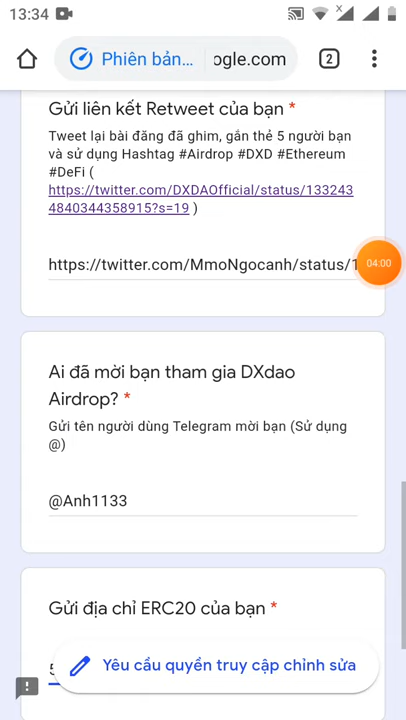 13:34
Phiên bản... ogle.com 2
Gửi liên kết Retweet của bạn *
Tweet lại bài đăng đã ghim, gắn thẻ 5 người bạn
và sử dụng Hashtag #Airdrop #DXD #Ethereum
#DeFi (
https://twitter.com/DXDAOfficial/status/133243
4840344358915?s=19 )
https://twitter.com/MmoNgocanh/status/1
04:00
Ai đã mời bạn tham gia DXdao
Airdrop? *
Gửi tên người dùng Telegram mời bạn (Sử dụng
@)
@Anh1133
Gửi địa chỉ ERC20 của bạn *
Yêu cầu quyền truy cập chỉnh sửa